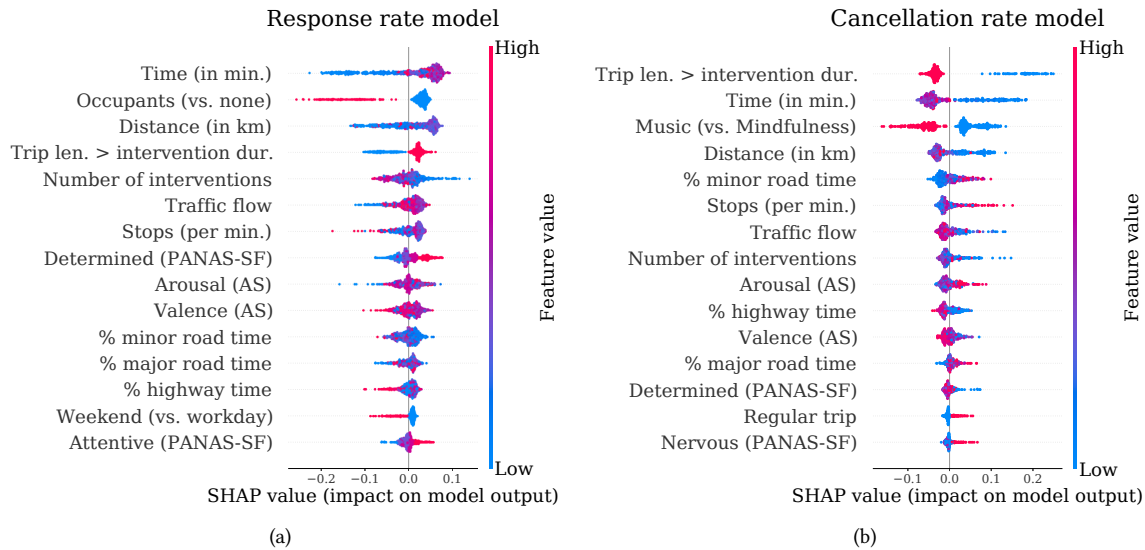 Response rate model
High
Time (in min.)
Occupants (vs. none)
Distance (in km)
Trip len. > intervention dur.
Number of interventions
Traffic flow
Stops (per min.)
Determined (PANAS-SF)
Arousal (AS)
Valence (AS)
% minor road time
% major road time
% highway time
Weekend (vs. workday)
Attentive (PANAS-SF)
Feature value
Low
−0.2 −0.1 0.0 0.1
SHAP value (impact on model output)
(a)
Cancellation rate model
High
Trip len. > intervention dur.
Time (in min.)
Music (vs. Mindfulness)
Distance (in km)
% minor road time
Stops (per min.)
Traffic flow
Number of interventions
Arousal (AS)
% highway time
Valence (AS)
% major road time
Determined (PANAS-SF)
Regular trip
Nervous (PANAS-SF)
Feature value
Low
−0.1 0.0 0.1 0.2
SHAP value (impact on model output)
(b)